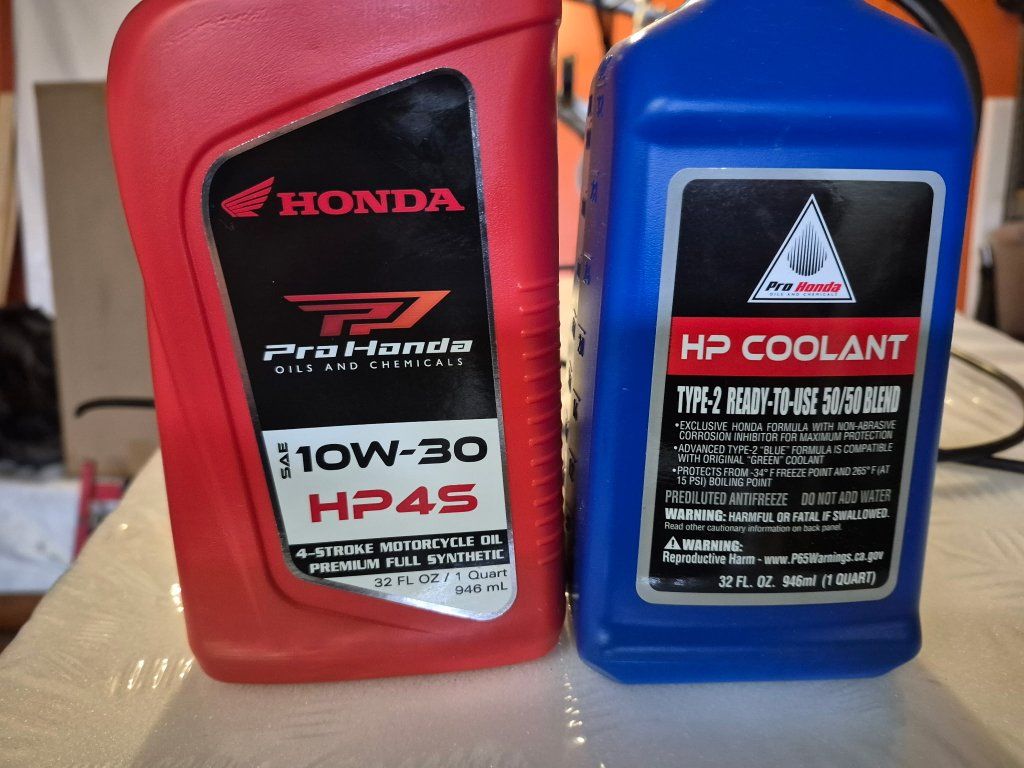 HONDA
Pro Honda
OILS AND CHEMICALS
SAE 10W-30
HP4S
4-STROKE MOTORCYCLE OIL
PREMIUM FULL SYNTHETIC
32 FL OZ / 1 Quart
946 mL
Pro Honda
OILS AND CHEMICALS
HP COOLANT
TYPE-2 READY-TO-USE 50/50 BLEND
•EXCLUSIVE HONDA FORMULA WITH NON-ABRASIVE
CORROSION INHIBITOR FOR MAXIMUM PROTECTION
•ADVANCED TYPE-2 "BLUE" FORMULA IS COMPATIBLE
WITH ORIGINAL "GREEN" COOLANT
•PROTECTS FROM -34° F FREEZE POINT AND 265° F (AT
15 PSI) BOILING POINT
PREDILUTED ANTIFREEZE DO NOT ADD WATER
WARNING: HARMFUL OR FATAL IF SWALLOWED.
Read other cautionary information on back panel.
WARNING:
Reproductive Harm - www.P65Warnings.ca.gov
32 FL. OZ. 946ml (1 QUART)